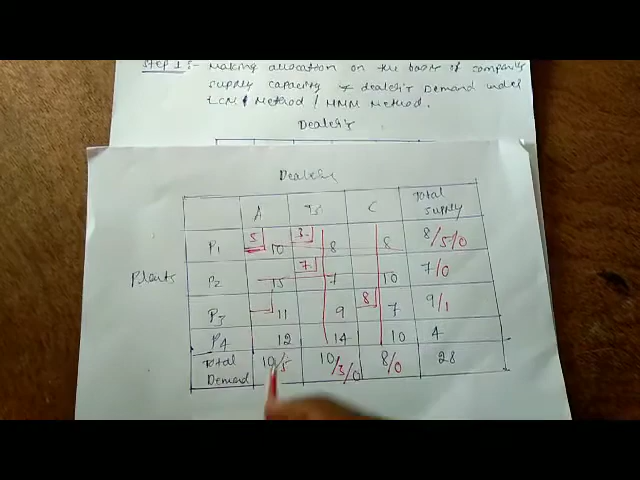 Step 1:- Making allocation on the basis of company's
supply capacity & dealer's Demand under
LCM Method / MMM Method.
Dealer's
Dealers
A B C Total Supply
P1 5 10 3 8 8 8/5/0
Plants P2 15 7 7 10 7/0
P3 11 9 8 7 9/1
P4 12 14 10 4
Total Demand 10/5 10/3/0 8/0 28